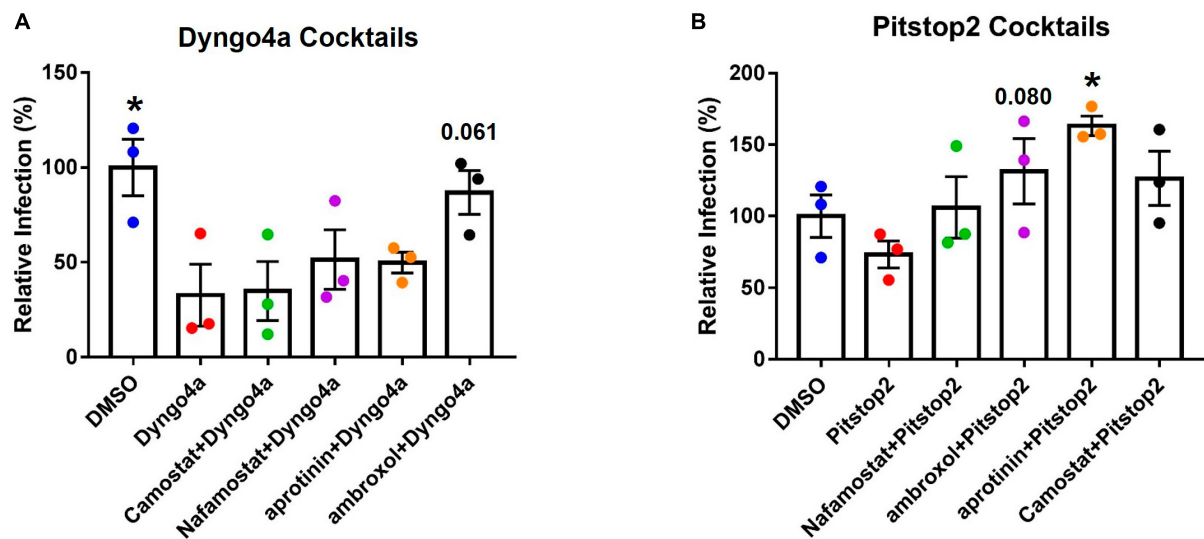 A
Dyngo4a Cocktails
Relative Infection (%)
150
100
50
0
*
0.061
DMSO
Dyngo4a
Camostat+Dyngo4a
Nafamostat+Dyngo4a
aprotinin+Dyngo4a
ambroxol+Dyngo4a
B
Pitstop2 Cocktails
Relative Infection (%)
200
150
100
50
0
0.080
*
DMSO
Pitstop2
Nafamostat+Pitstop2
ambroxol+Pitstop2
aprotinin+Pitstop2
Camostat+Pitstop2